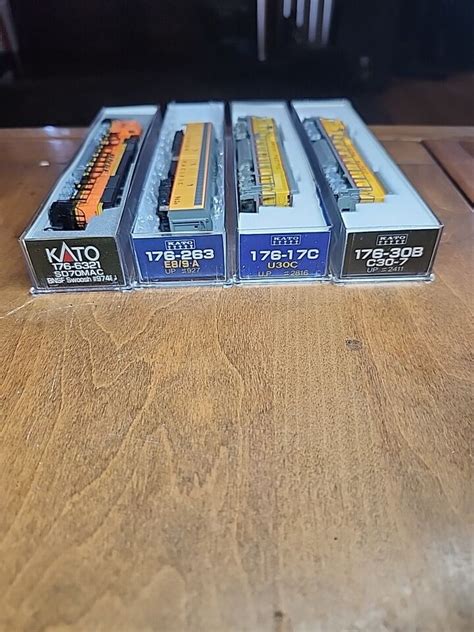 KATO
176-6321
SD70MAC
BNSF Swoosh #9741
KATO
176-263
E8/9-A
UP #927
KATO
176-17C
U30C
U.P. #2816
KATO
176-30B
C30-7
UP #2411